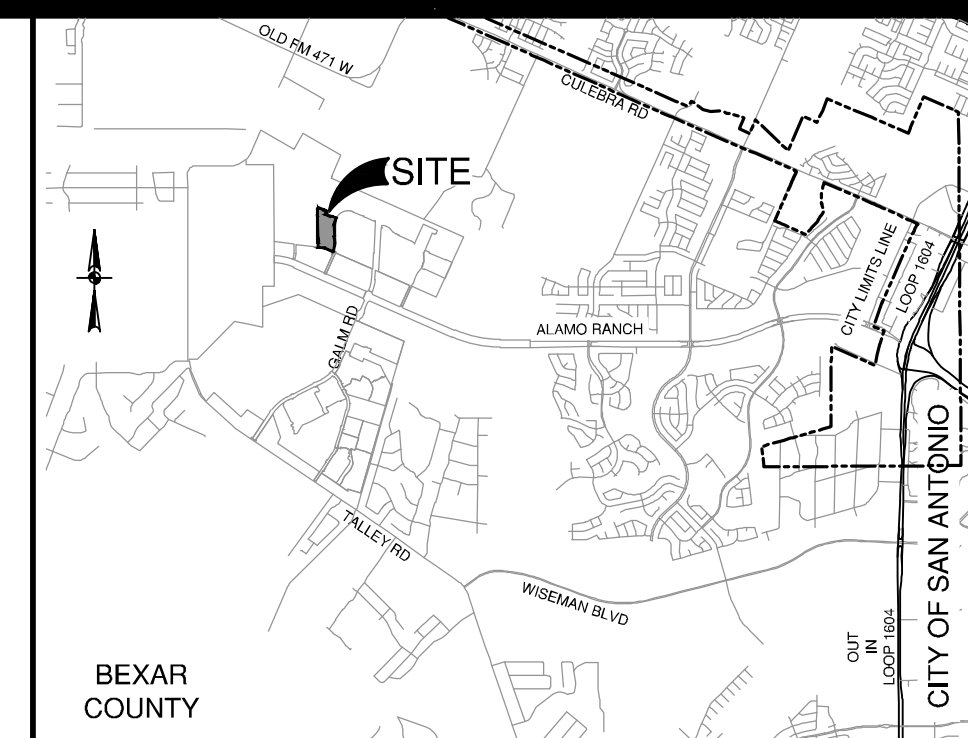 OLD FM 471 W
CULEBRA RD
SITE
CITY LIMITS LINE
LOOP 1604
ALAMO RANCH
GALM RD
TALLEY RD
WISEMAN BLVD
CITY OF SAN ANTONIO
OUT
IN
LOOP 1604
BEXAR
COUNTY